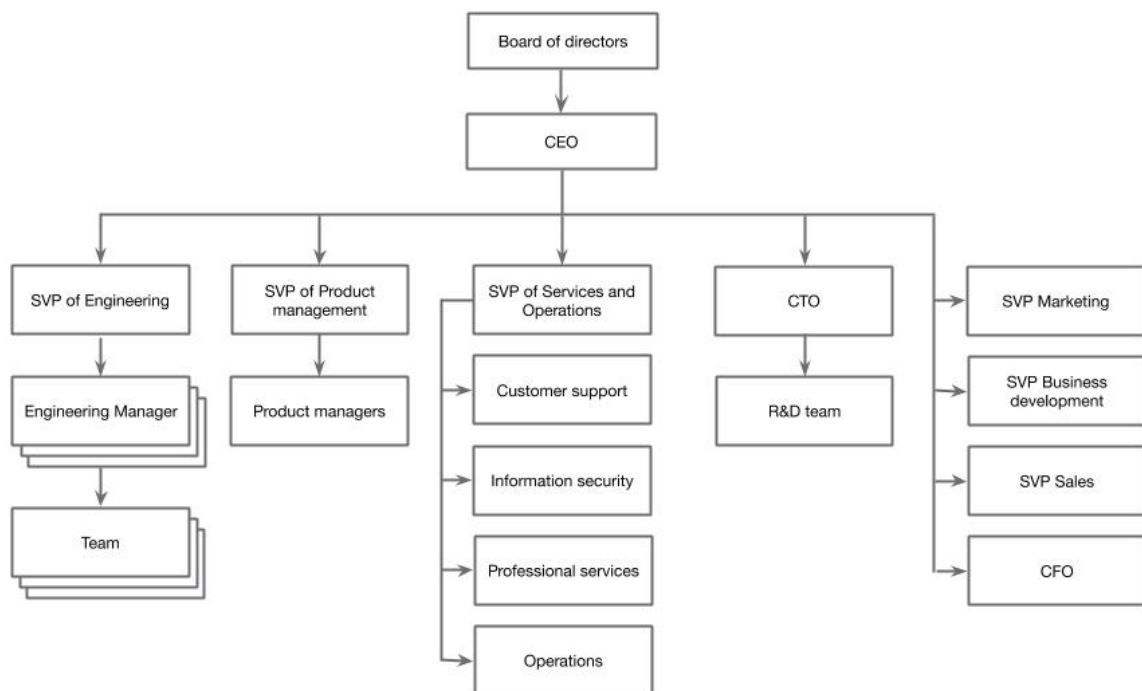 Board of directors
CEO
SVP of Engineering
SVP of Product
management
SVP of Services and
Operations
CTO
SVP Marketing
Engineering Manager
Product managers
Customer support
R&D team
SVP Business
development
Information security
SVP Sales
Team
Professional services
CFO
Operations